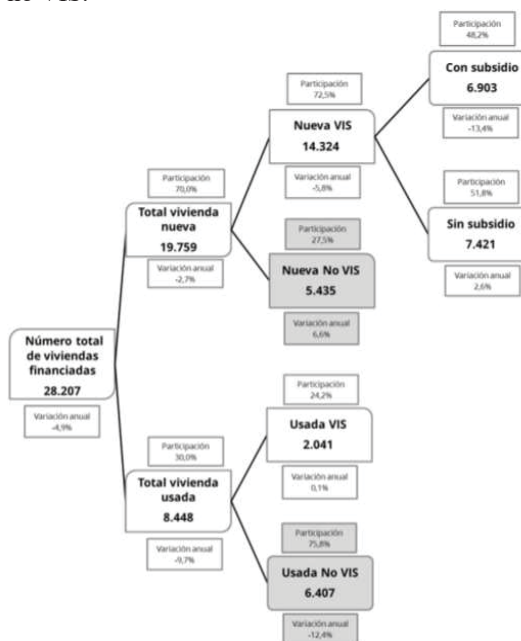 no VIS.
Participación
48,2%
Con subsidio
6.903
Variación anual
-13,4%
Participación
72,5%
Nueva VIS
14.324
Variación anual
-5,8%
Participación
51,8%
Sin subsidio
7.421
Variación anual
2,6%
Participación
70,0%
Total vivienda
nueva
19.759
Variación anual
-2,7%
Participación
27,5%
Nueva No VIS
5.435
Variación anual
6,6%
Número total
de viviendas
financiadas
28.207
Variación anual
-4,9%
Participación
24,2%
Usada VIS
2.041
Variación anual
0,1%
Participación
30,0%
Total vivienda
usada
8.448
Variación anual
-9,7%
Participación
75,8%
Usada No VIS
6.407
Variación anual
-12,4%